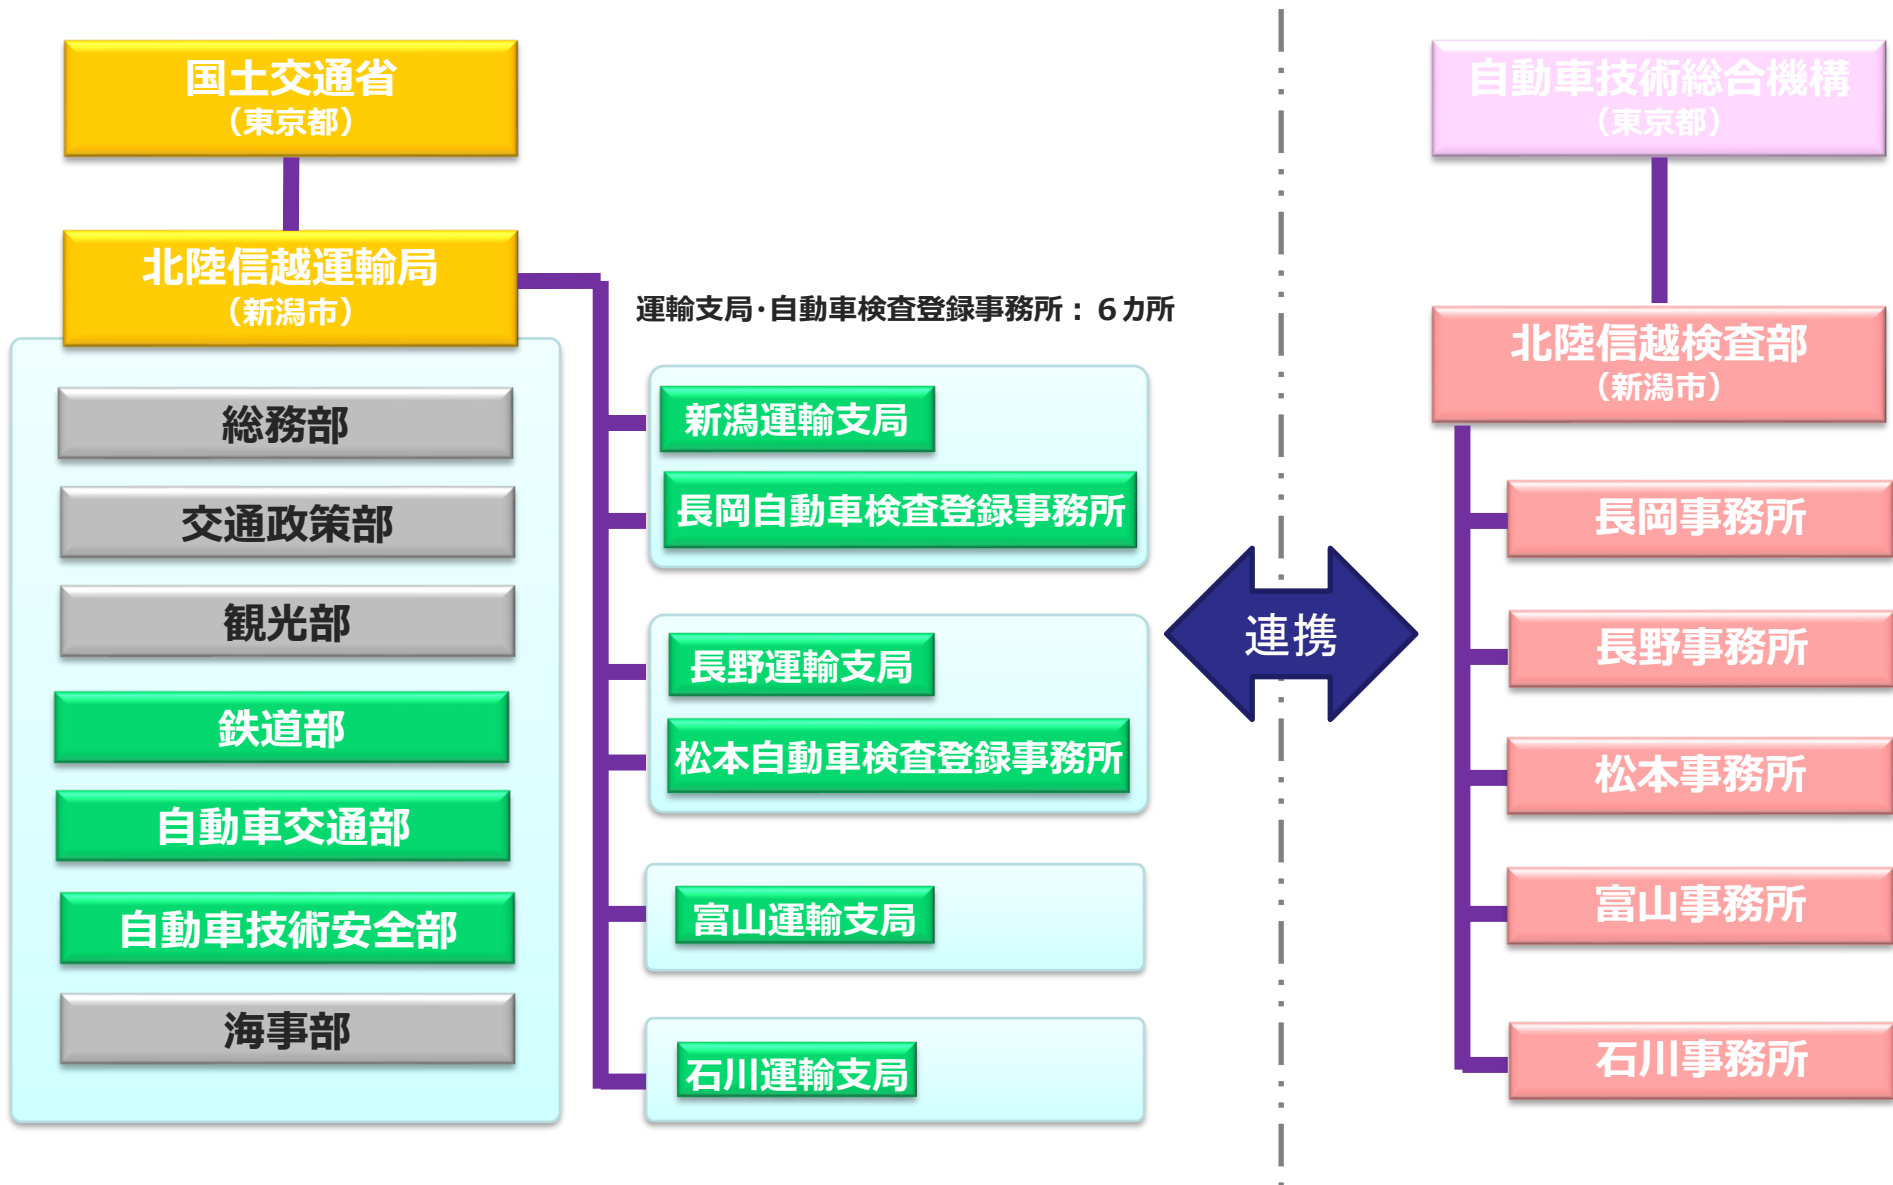 国土交通省
（東京都）
北陸信越運輸局
（新潟市）
総務部
交通政策部
観光部
鉄道部
自動車交通部
自動車技術安全部
海事部
運輸支局･自動車検査登録事務所：６カ所
新潟運輸支局
長岡自動車検査登録事務所
長野運輸支局
松本自動車検査登録事務所
富山運輸支局
石川運輸支局
連携
自動車技術総合機構
（東京都）
北陸信越検査部
（新潟市）
長岡事務所
長野事務所
松本事務所
富山事務所
石川事務所